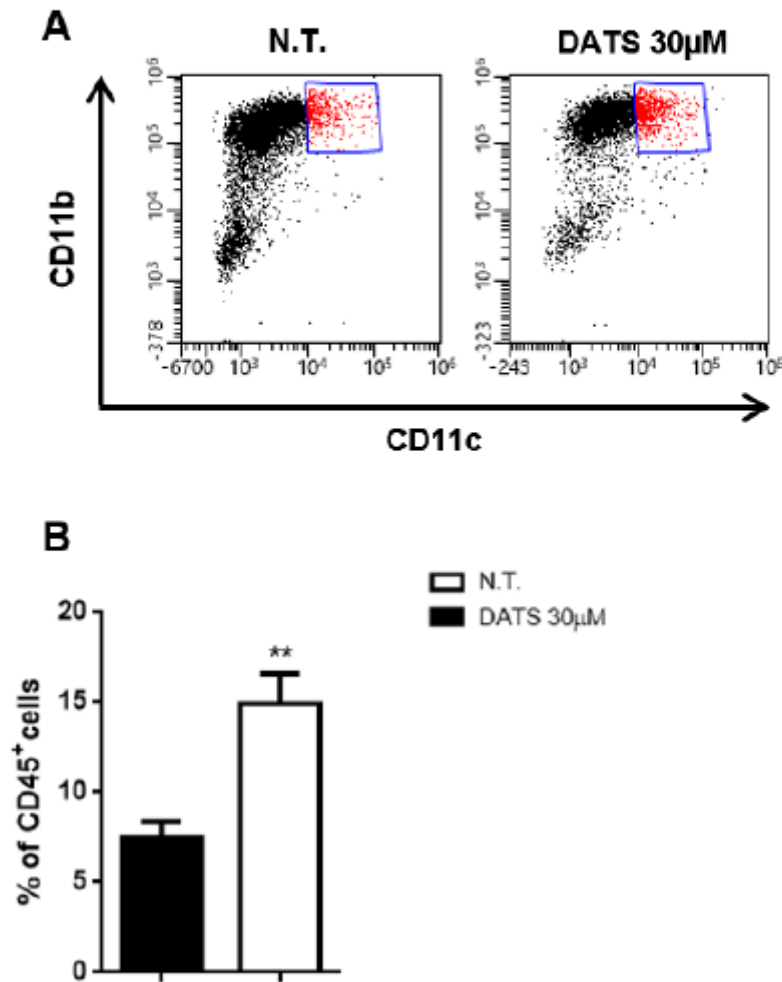 A
N.T.
DATS 30µM
CD11b
10⁶
10⁵
10⁴
10³
-378
-6700 10³ 10⁴ 10⁵ 10⁶
10⁶
10⁵
10⁴
10³
-323
-243 10³ 10⁴ 10⁵ 10⁶
CD11c
B
N.T.
DATS 30µM
% of CD45⁺cells
20
15
10
5
0
**